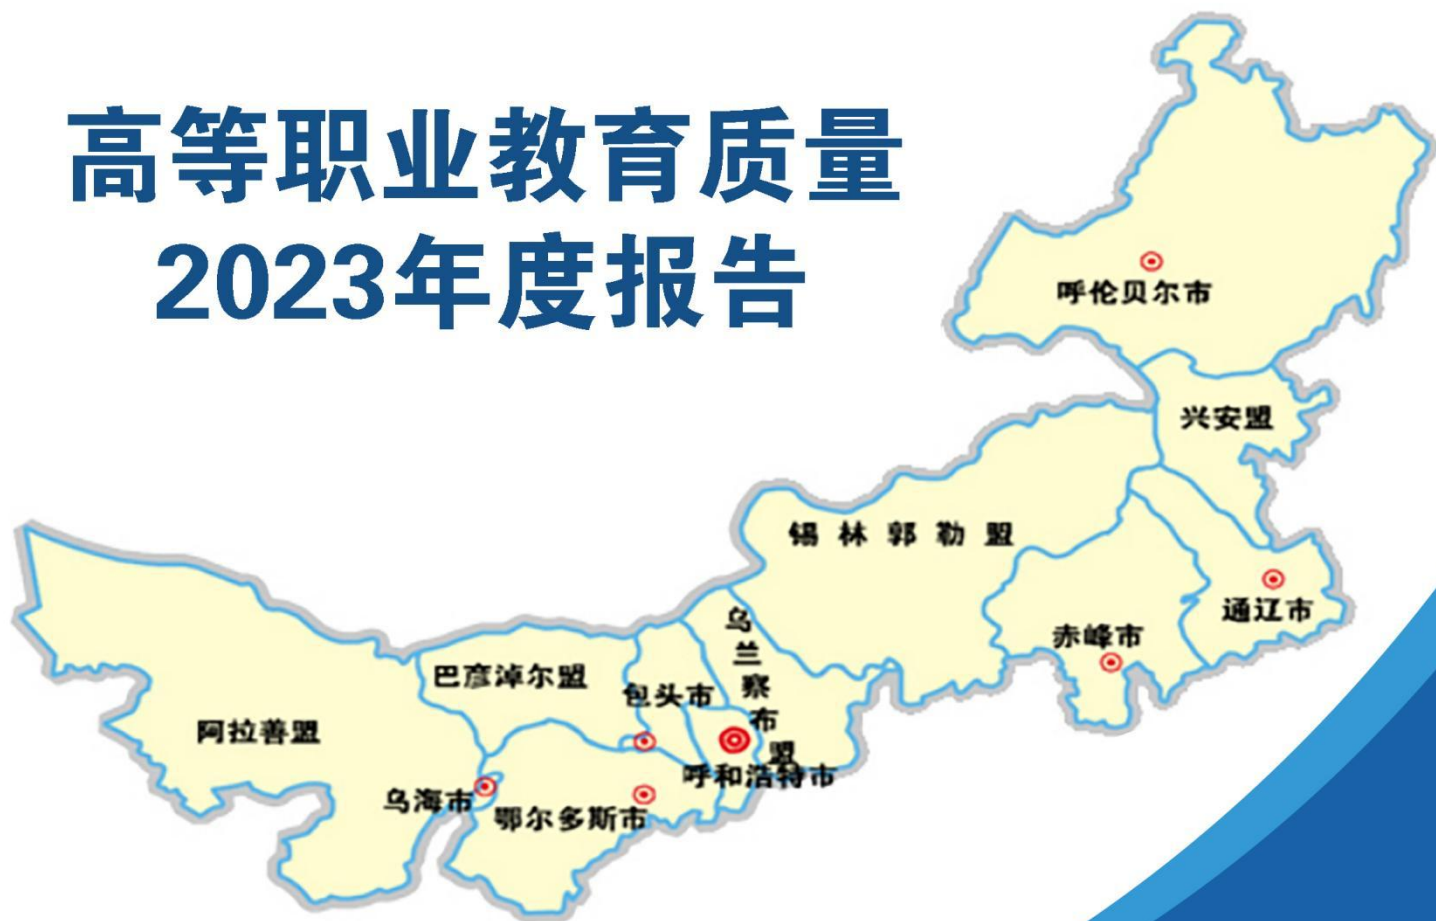 高等职业教育质量
2023年度报告
呼伦贝尔市
兴安盟
锡林郭勒盟
通辽市
赤峰市
乌兰察布盟
巴彦淖尔盟
包头市
阿拉善盟
呼和浩特市
乌海市
鄂尔多斯市